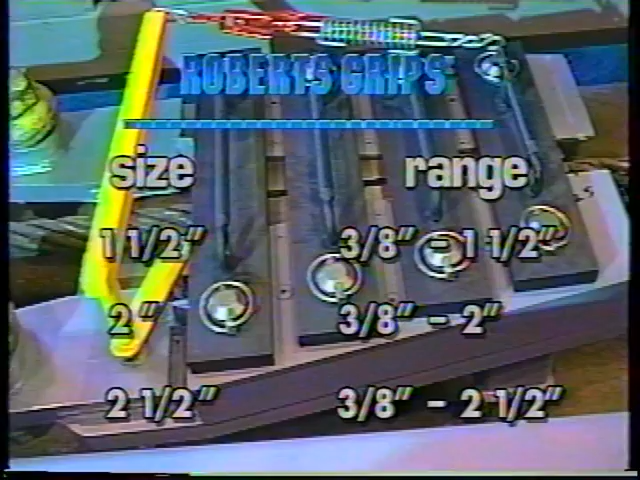 ROBERTS GRIPS
size range
1 1/2” 3/8” – 1 1/2”
2” 3/8” – 2”
2 1/2” 3/8” – 2 1/2”